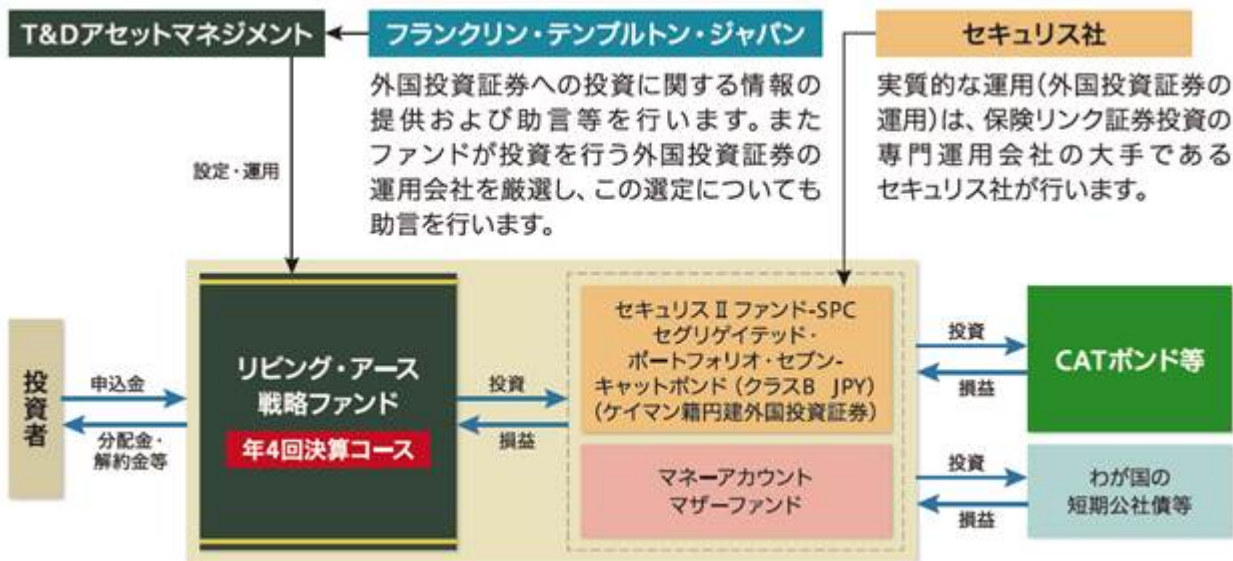 T&Dアセットマネジメント
フランクリン・テンプルトン・ジャパン
セキュリス社
外国投資証券への投資に関する情報の
提供および助言等を行います。また
ファンドが投資を行う外国投資証券の
運用会社を厳選し、この選定についても
助言を行います。
実質的な運用(外国投資証券の
運用)は、保険リンク証券投資の
専門運用会社の大手である
セキュリス社が行います。
設定・運用
投資者
申込金
分配金・
解約金等
リビング・アース
戦略ファンド
年4回決算コース
投資
損益
セキュリスⅡファンド-SPC
セグリゲイテッド・
ポートフォリオ・セブン-
キャットボンド(クラスB JPY)
(ケイマン籍円建外国投資証券)
マネーアカウント
マザーファンド
投資
損益
CATボンド等
投資
損益
わが国の
短期公社債等